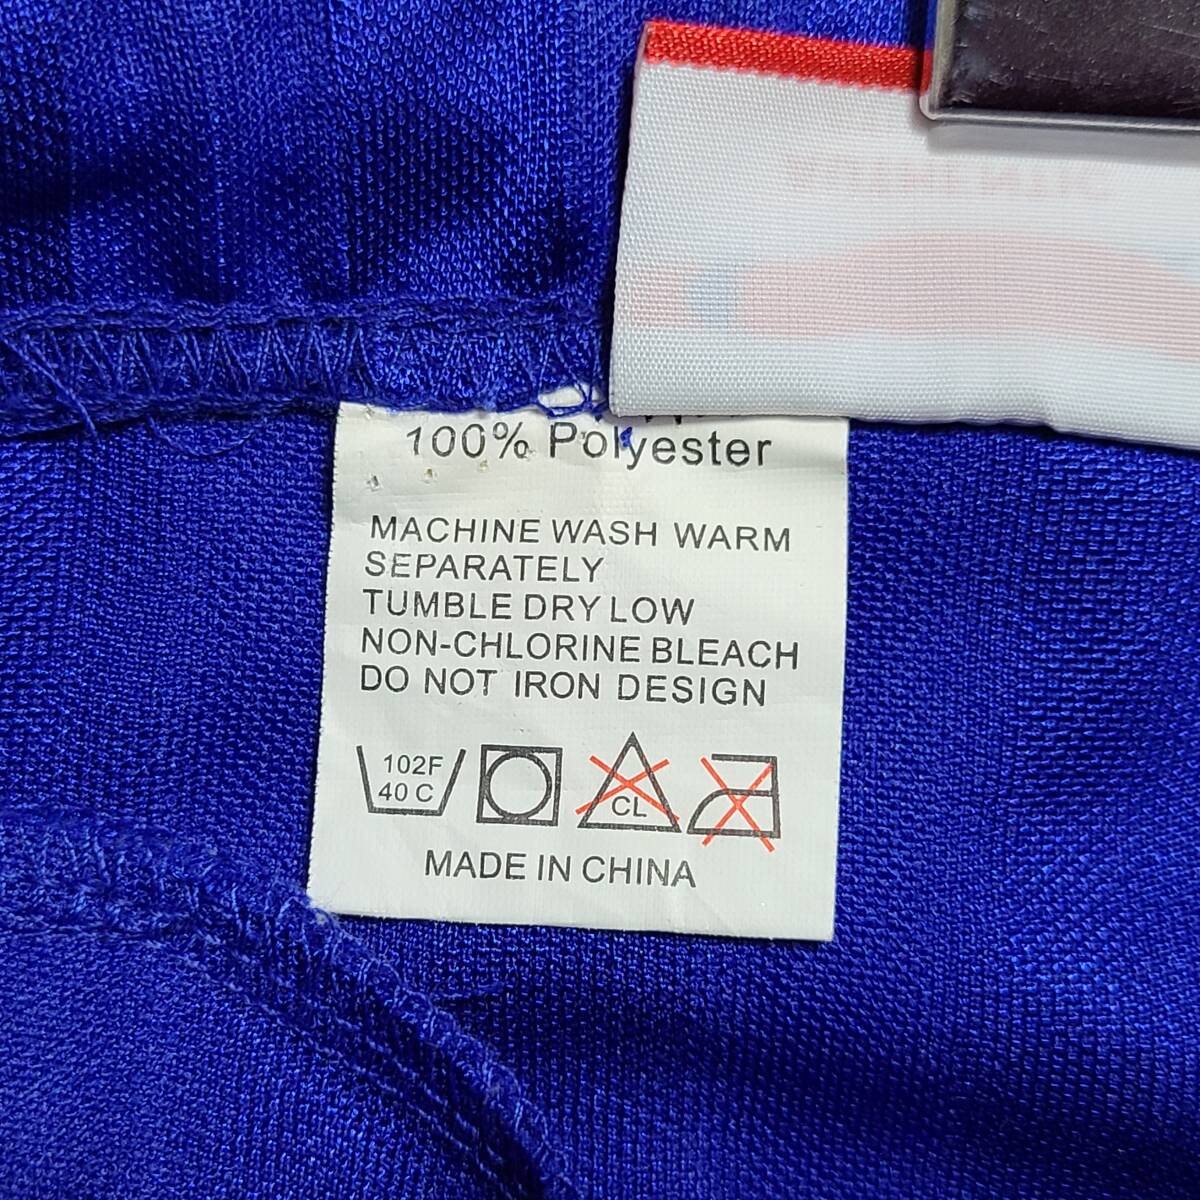 100% Polyester
MACHINE WASH WARM
SEPARATELY
TUMBLE DRY LOW
NON-CHLORINE BLEACH
DO NOT IRON DESIGN
102F
40 C
CL
MADE IN CHINA